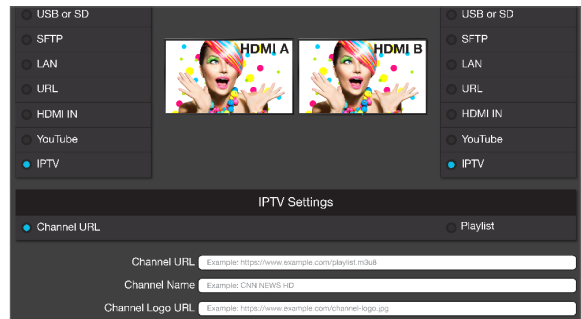 USB or SD
SFTP
LAN
URL
HDMI IN
YouTube
IPTV
HDMI A
HDMI B
USB or SD
SFTP
LAN
URL
HDMI IN
YouTube
IPTV
IPTV Settings
Channel URL
Playlist
Channel URL Example: https://www.example.com/playlist.m3u8
Channel Name Example: CNN NEWS HD
Channel Logo URL Example: https://www.example.com/channel-logo.jpg